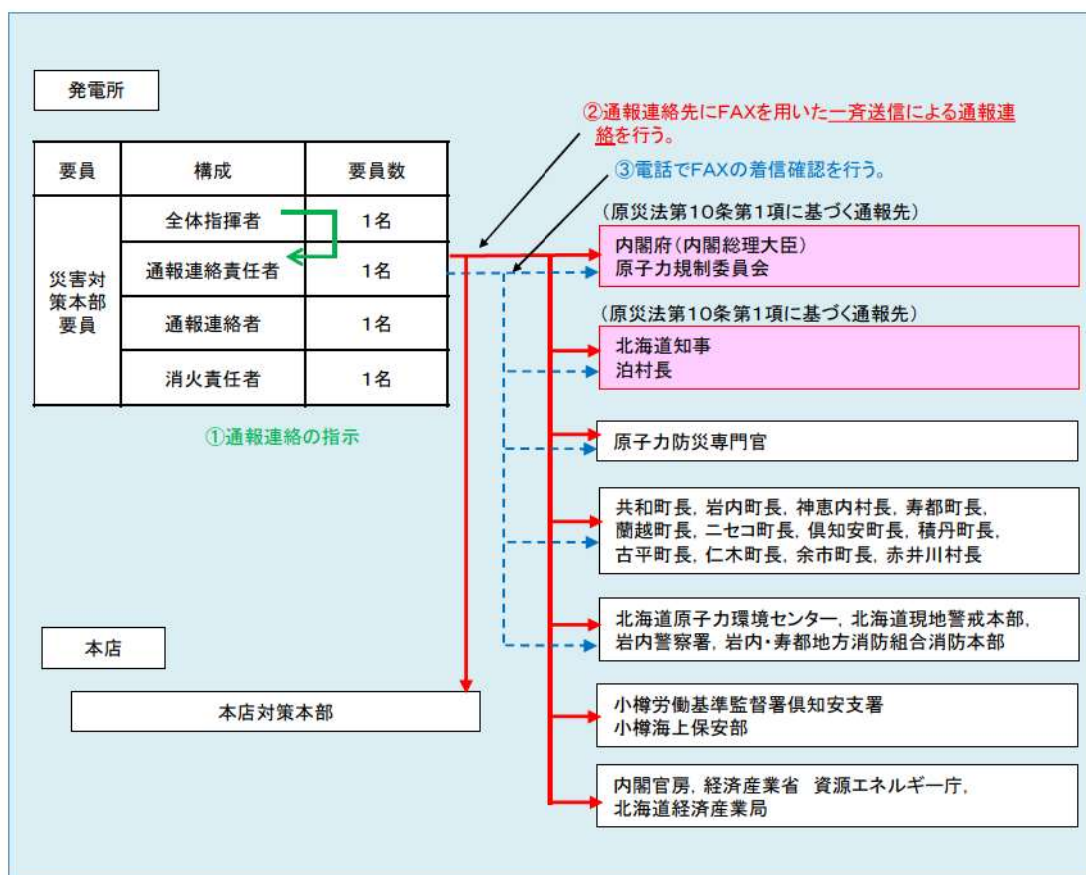 発電所
②通報連絡先にFAXを用いた一斉送信による通報連
絡を行う。
③電話でFAXの着信確認を行う。
要員 構成 要員数
災害対
策本部
要員
全体指揮者 1名
通報連絡責任者 1名
通報連絡者 1名
消火責任者 1名
①通報連絡の指示
(原災法第10条第1項に基づく通報先)
内閣府(内閣総理大臣)
原子力規制委員会
(原災法第10条第1項に基づく通報先)
北海道知事
泊村長
原子力防災専門官
共和町長,岩内町長,神恵内村長,寿都町長,
蘭越町長,ニセコ町長,倶知安町長,積丹町長,
古平町長,仁木町長,余市町長,赤井川村長
北海道原子力環境センター,北海道現地警戒本部,
岩内警察署,岩内・寿都地方消防組合消防本部
本店
本店対策本部
小樽労働基準監督署倶知安支署
小樽海上保安部
内閣官房,経済産業省 資源エネルギー庁,
北海道経済産業局